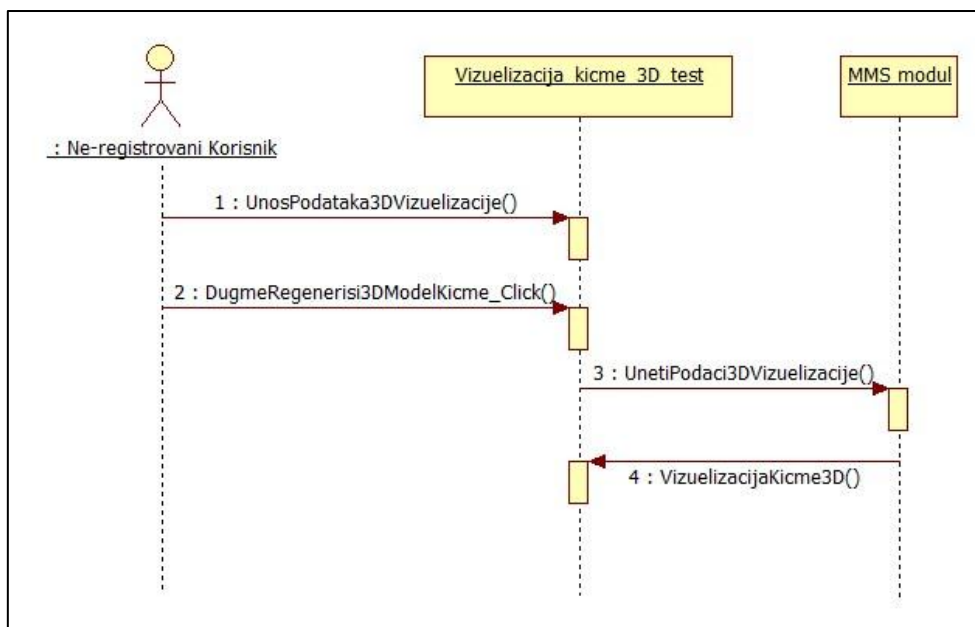 Vizuelizacija_kicme_3D_test
MMS modul
: Ne-registrovani Korisnik
1 : UnosPodataka3DVizuelizacije()
2 : DugmeRegenerisi3DModelKicme_Click()
3 : UnetiPodaci3DVizuelizacije()
4 : VizuelizacijaKicme3D()